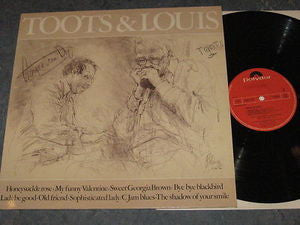 TOOTS & LOUIS
Honeysuckle rose·My funny Valentine·Sweet Georgia Brown·Bye bye blackbird
Lady be good·Old friend·Sophisticated lady·C Jam blues·The shadow of your smile
Polydor